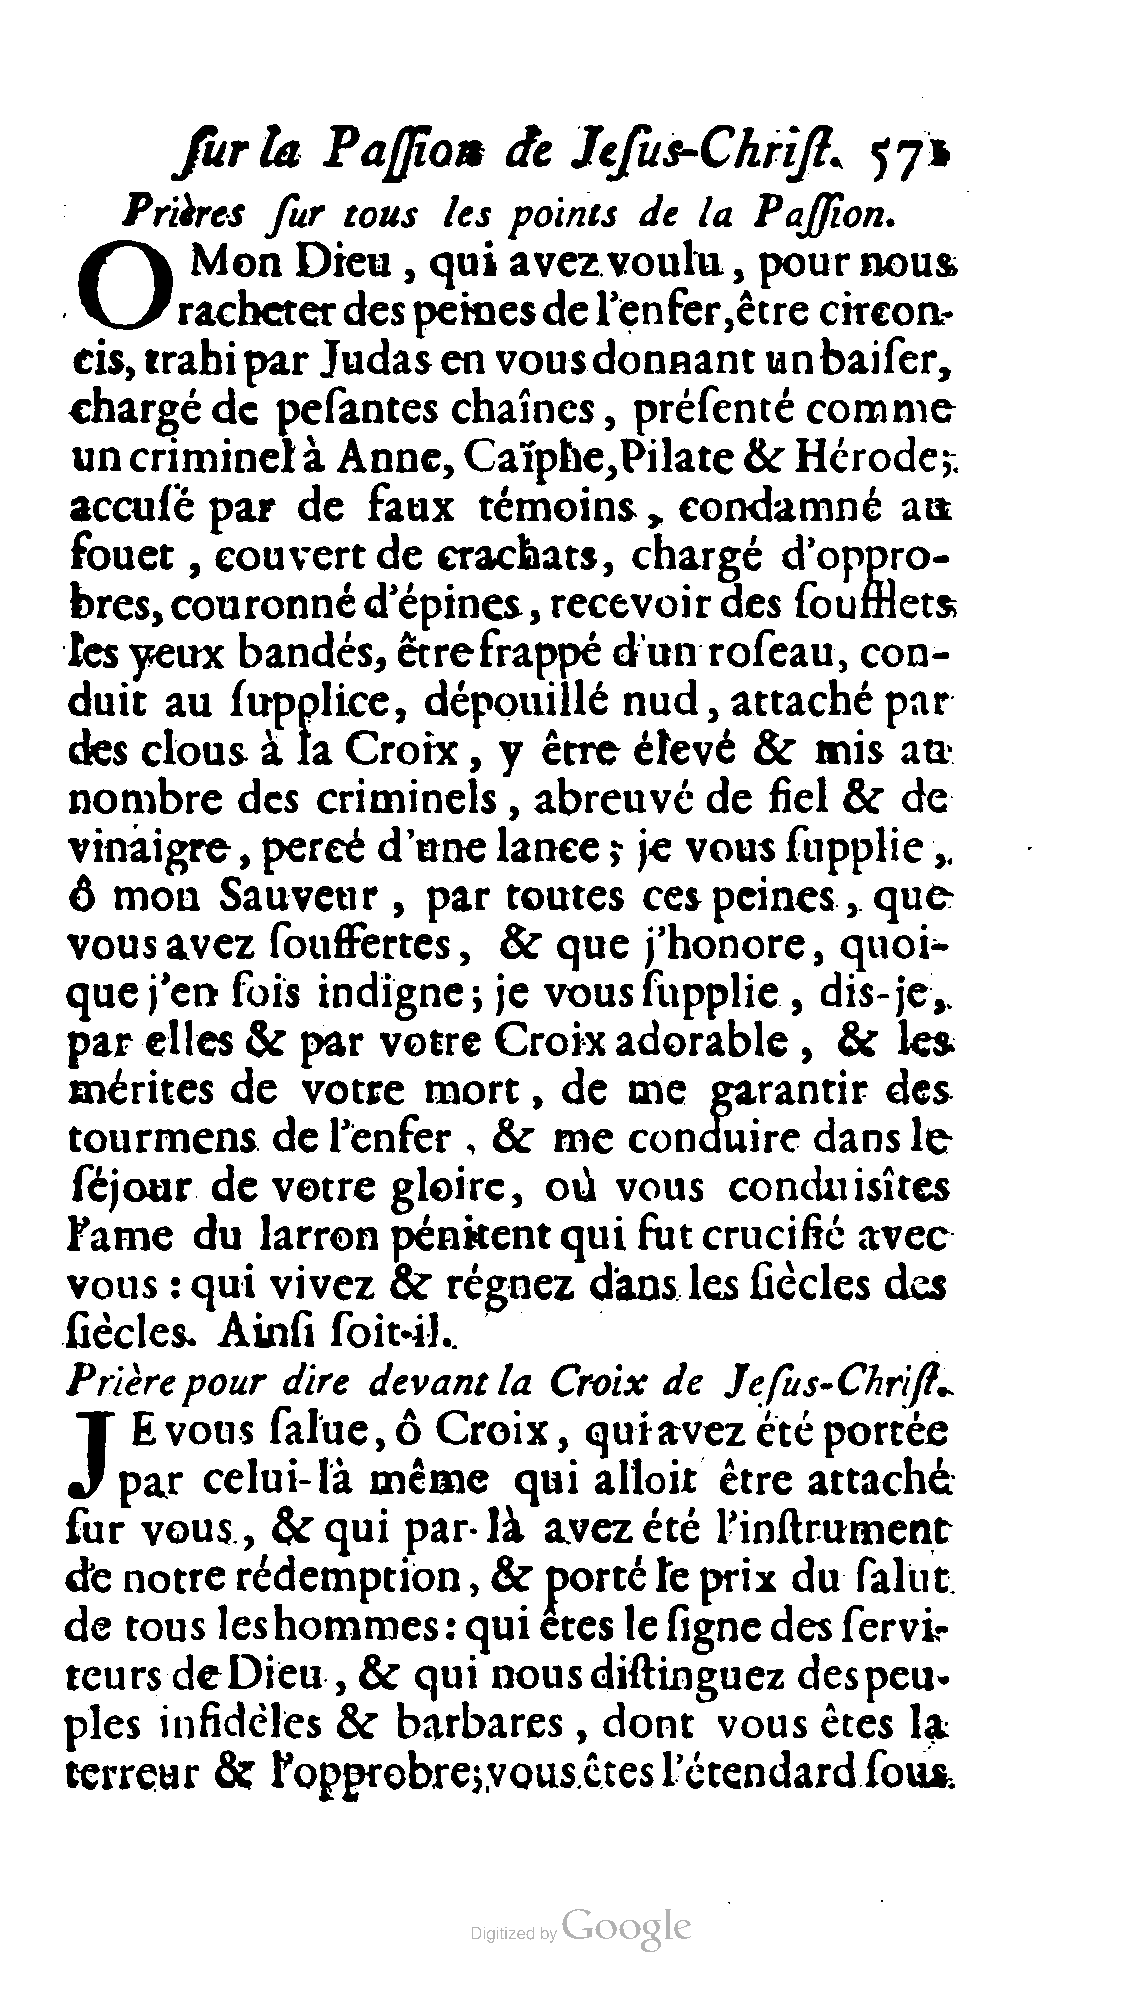 ſur la Paſſion de Jeſus-Chriſt. 571
Prières ſur tous les points de la Paſſion.
O Mon Dieu, qui avez voulu, pour nous
racheter des peines de l'enfer, être circon-
cis, trahi par Judas en vous donnant un baiſer,
chargé de peſantes chaînes, préſenté comme
un criminel à Anne, Caïphe, Pilate & Hérode;
accuſé par de faux témoins, condamné au
fouet, couvert de crachats, chargé d'oppro-
bres, couronné d'épines, recevoir des ſoufflets
les yeux bandés, être frappé d'un roſeau, con-
duit au ſupplice, dépouillé nud, attaché par
des clous à la Croix, y être élevé & mis au
nombre des criminels, abreuvé de fiel & de
vinaigre, percé d'une lance; je vous ſupplie,
ô mon Sauveur, par toutes ces peines, que
vous avez ſouffertes, & que j'honore, quoi-
que j'en ſois indigne; je vous ſupplie, dis-je,
par elles & par votre Croix adorable, & les
mérites de votre mort, de me garantir des
tourmens de l'enfer, & me conduire dans le
ſéjour de votre gloire, où vous conduisîtes
l'ame du larron pénitent qui fut crucifié avec
vous : qui vivez & régnez dans les ſiècles des
ſiècles. Ainſi ſoit-il.
Prière pour dire devant la Croix de Jeſus-Chriſt.
JE vous ſalue, ô Croix, qui avez été portée
par celui-là même qui alloit être attaché
ſur vous, & qui par-là avez été l'inſtrument
de notre rédemption, & porté le prix du ſalut
de tous les hommes : qui êtes le ſigne des ſervi-
teurs de Dieu, & qui nous diſtinguez des peu-
ples infidèles & barbares, dont vous êtes la
terreur & l'opprobre; vous êtes l'étendard ſous
Digitized by Google